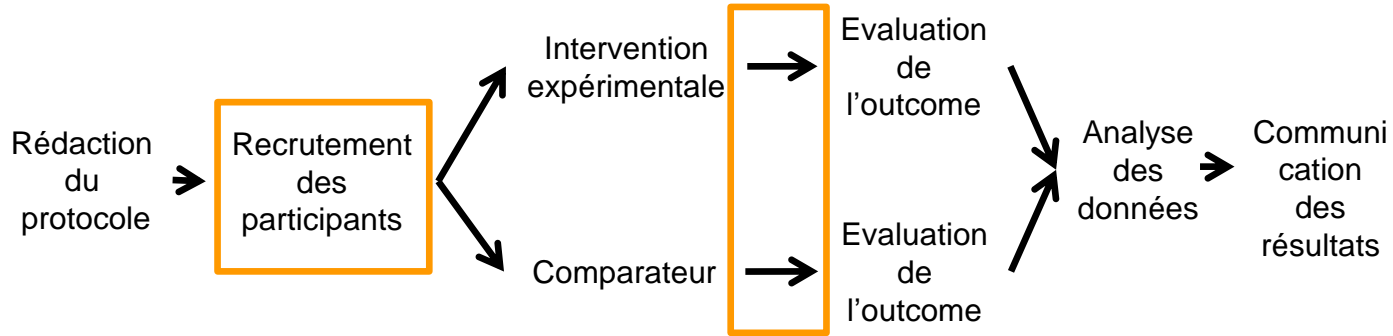 Rédaction
du
protocole
Recrutement
des
participants
Intervention
expérimentale
Comparateur
Evaluation
de
l’outcome
Evaluation
de
l’outcome
Analyse
des
données
Communi
cation
des
résultats